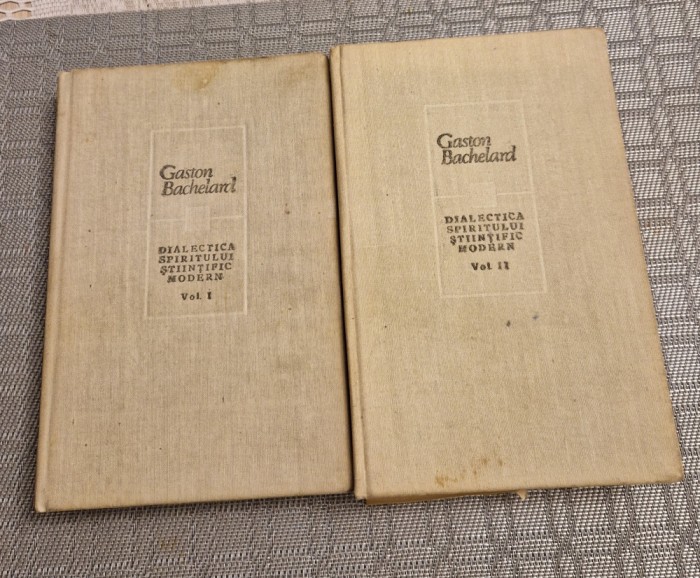 Gaston
Bachelard
DIALECTICA
SPIRITULUI
ŞTIINŢIFIC
MODERN
Vol. I
Gaston
Bachelard
DIALECTICA
SPIRITULUI
ŞTIINŢIFIC
MODERN
Vol. II